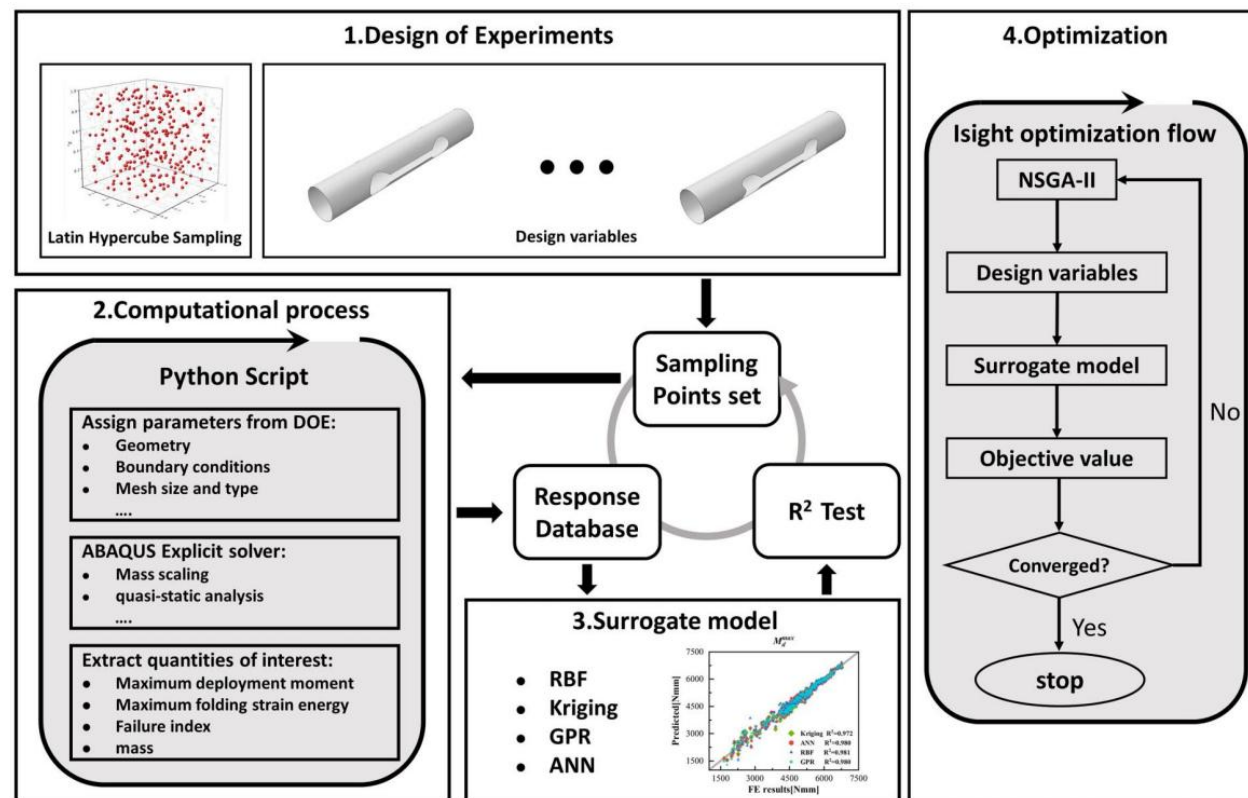 1.Design of Experiments
Latin Hypercube Sampling
Design variables
2.Computational process
Python Script
Assign parameters from DOE:
● Geometry
● Boundary conditions
● Mesh size and type
....
ABAQUS Explicit solver:
● Mass scaling
● quasi-static analysis
....
Extract quantities of interest:
● Maximum deployment moment
● Maximum folding strain energy
● Failure index
● mass
Sampling
Points set
Response
Database
R² Test
3.Surrogate model
● RBF
● Kriging
● GPR
● ANN
M_d^max
Predicted[Nmm]
7500
6000
4500
3000
1500
Kriging R²=0.972
ANN R²=0.980
RBF R²=0.981
GPR R²=0.980
1500 3000 4500 6000 7500
FE results[Nmm]
4.Optimization
Isight optimization flow
NSGA-II
Design variables
Surrogate model
Objective value
Converged?
No
Yes
stop